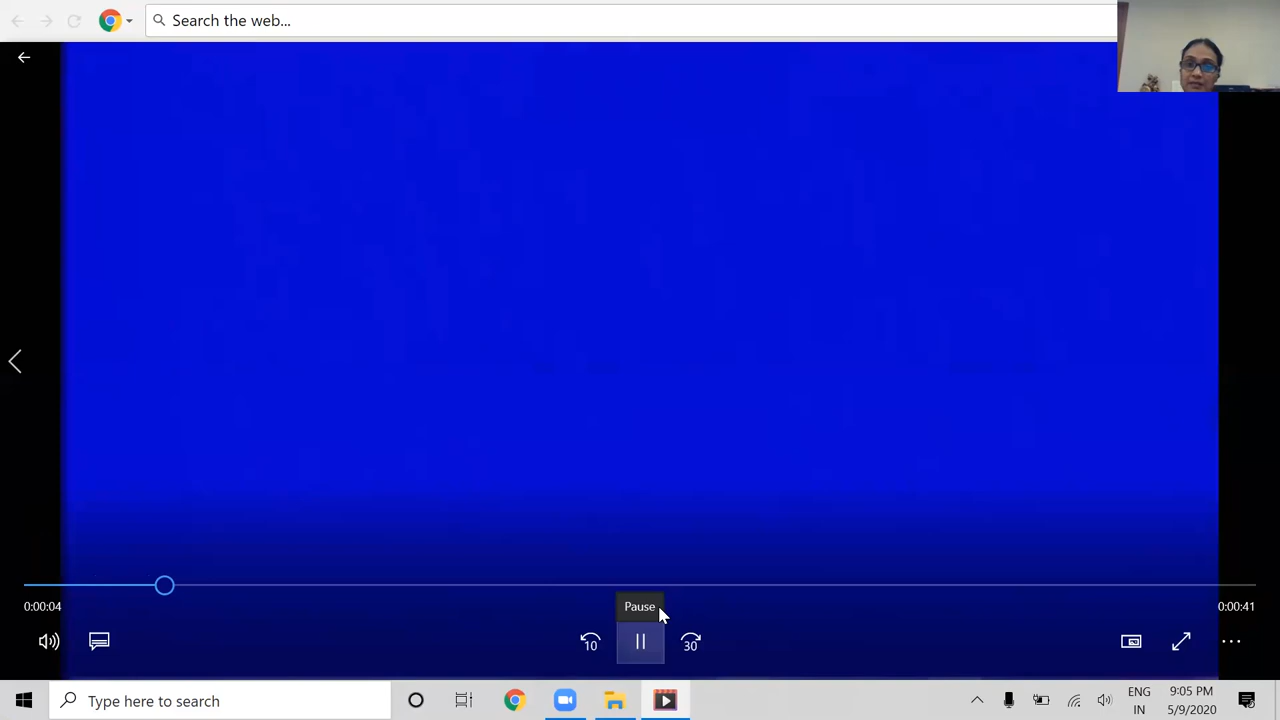 Search the web...
0:00:04
Pause
0:00:41
10
30
Type here to search
ENG
IN
9:05 PM
5/9/2020